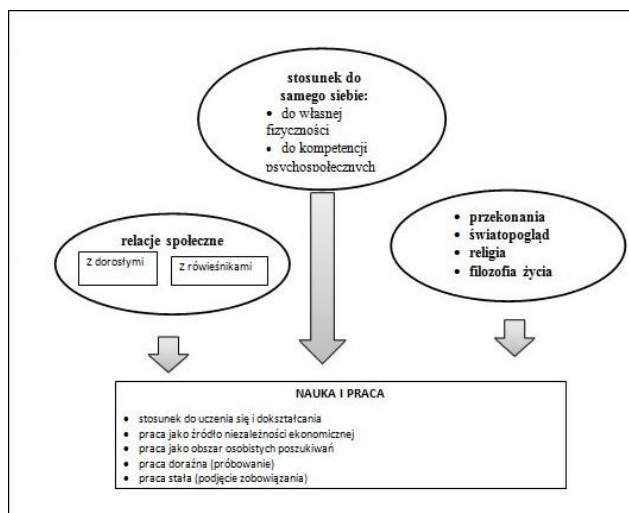 stosunek do
samego siebie:
• do własnej
fizyczności
• do kompetencji
psychospołecznych
relacje społeczne
Z dorosłymi
Z rówieśnikami
• przekonania
• światopogląd
• religia
• filozofia życia
NAUKA I PRACA
• stosunek do uczenia się i dokształcania
• praca jako źródło niezależności ekonomicznej
• praca jako obszar osobistych poszukiwań
• praca doraźna (próbowanie)
• praca stała (podjęcie zobowiązania)